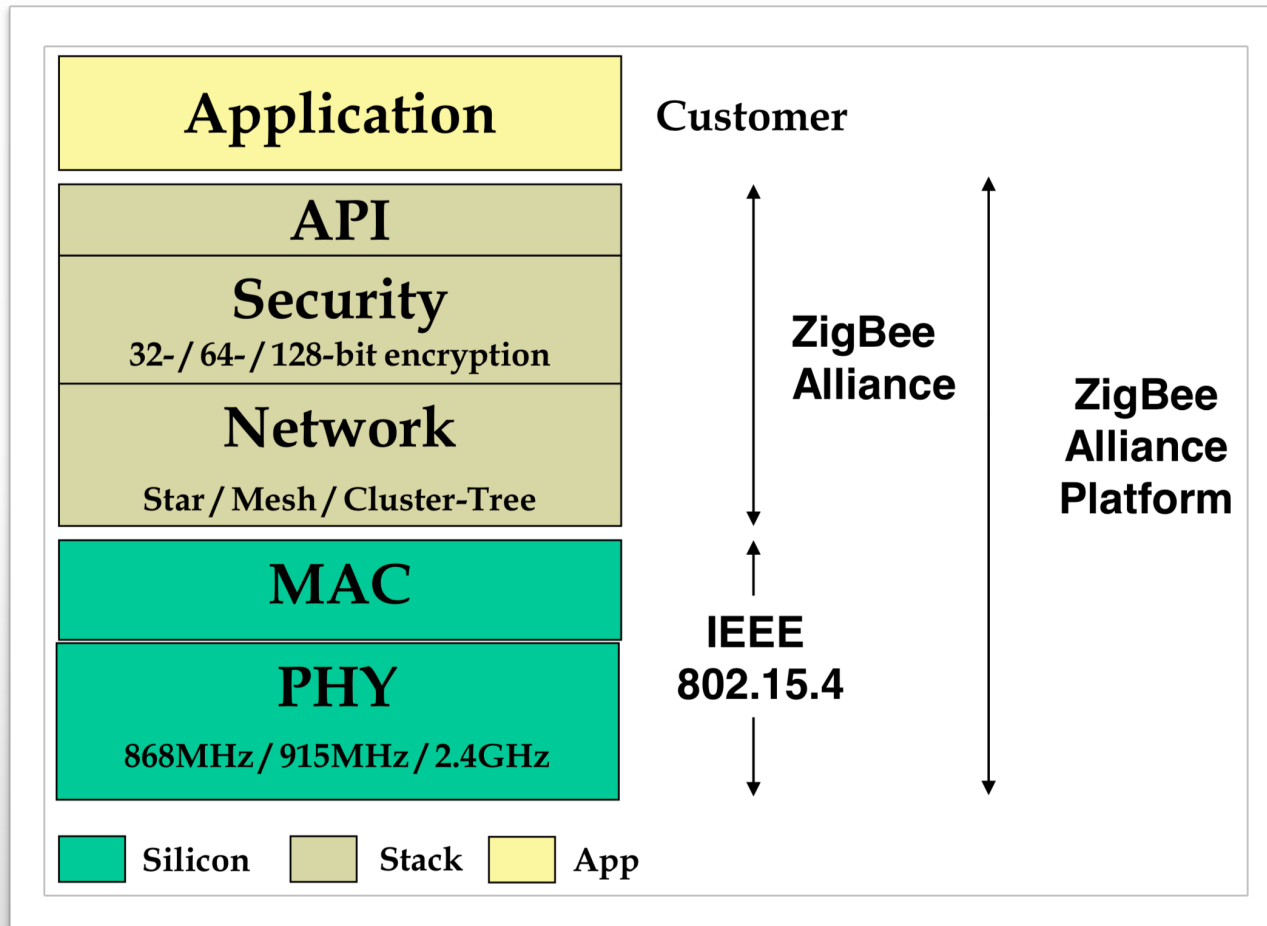 Application
Customer
API
Security
32-/ 64-/ 128-bit encryption
Network
Star / Mesh / Cluster-Tree
ZigBee
Alliance
ZigBee
Alliance
Platform
MAC
PHY
868MHz / 915MHz / 2.4GHz
IEEE
802.15.4
Silicon
Stack
App